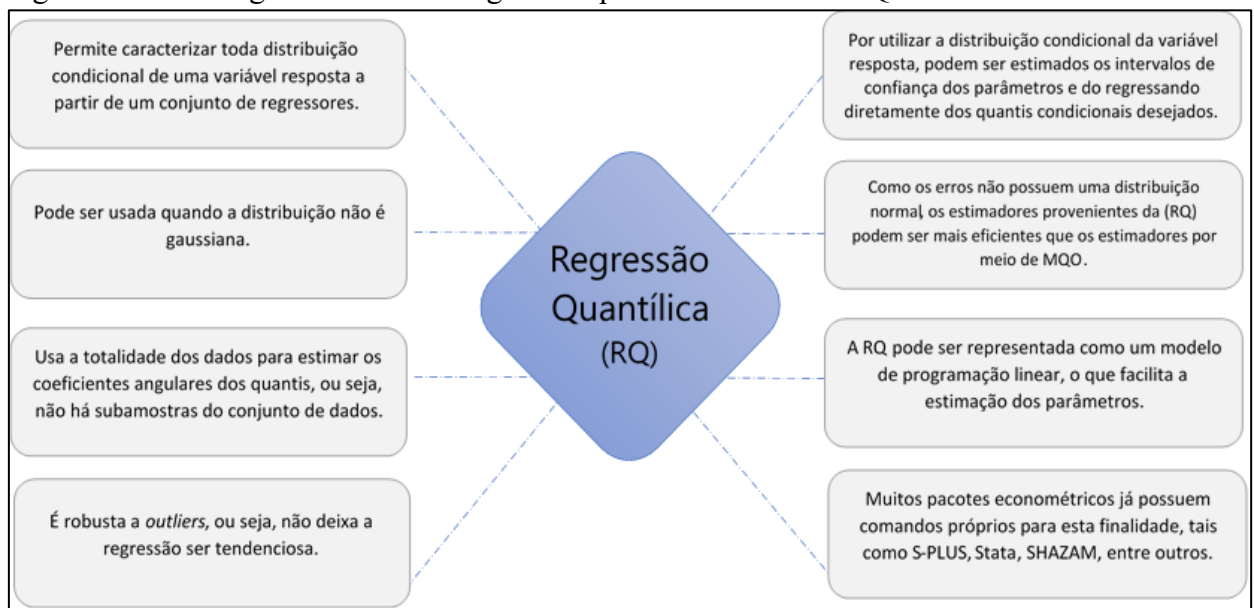 Permite caracterizar toda distribuição
condicional de uma variável resposta a
partir de um conjunto de regressores.
Pode ser usada quando a distribuição não é
gaussiana.
Usa a totalidade dos dados para estimar os
coeficientes angulares dos quantis, ou seja,
não há subamostras do conjunto de dados.
É robusta a outliers, ou seja, não deixa a
regressão ser tendenciosa.
Regressão
Quantílica
(RQ)
Por utilizar a distribuição condicional da variável
resposta, podem ser estimados os intervalos de
confiança dos parâmetros e do regressando
diretamente dos quantis condicionais desejados.
Como os erros não possuem uma distribuição
normal, os estimadores provenientes da (RQ)
podem ser mais eficientes que os estimadores por
meio de MQO.
A RQ pode ser representada como um modelo
de programação linear, o que facilita a
estimação dos parâmetros.
Muitos pacotes econométricos já possuem
comandos próprios para esta finalidade, tais
como S-PLUS, Stata, SHAZAM, entre outros.